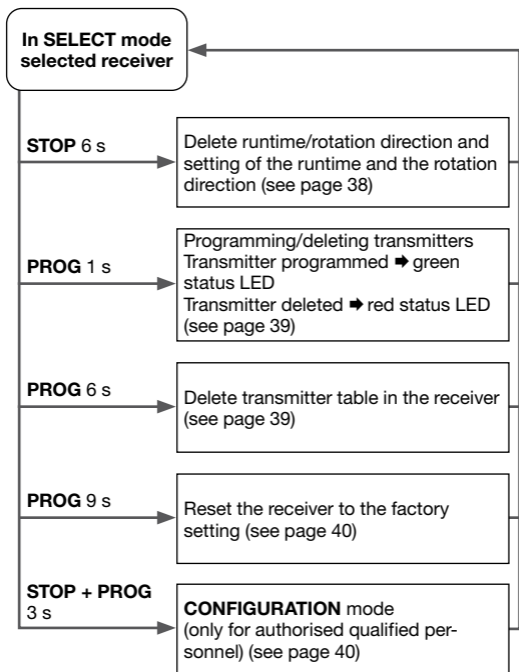 In SELECT mode
selected receiver
STOP 6 s
Delete runtime/rotation direction and
setting of the runtime and the rotation
direction (see page 38)
PROG 1 s
Programming/deleting transmitters
Transmitter programmed ➡ green
status LED
Transmitter deleted ➡ red status LED
(see page 39)
PROG 6 s
Delete transmitter table in the receiver
(see page 39)
PROG 9 s
Reset the receiver to the factory
setting (see page 40)
STOP + PROG
3 s
CONFIGURATION mode
(only for authorised qualified per-
sonnel) (see page 40)